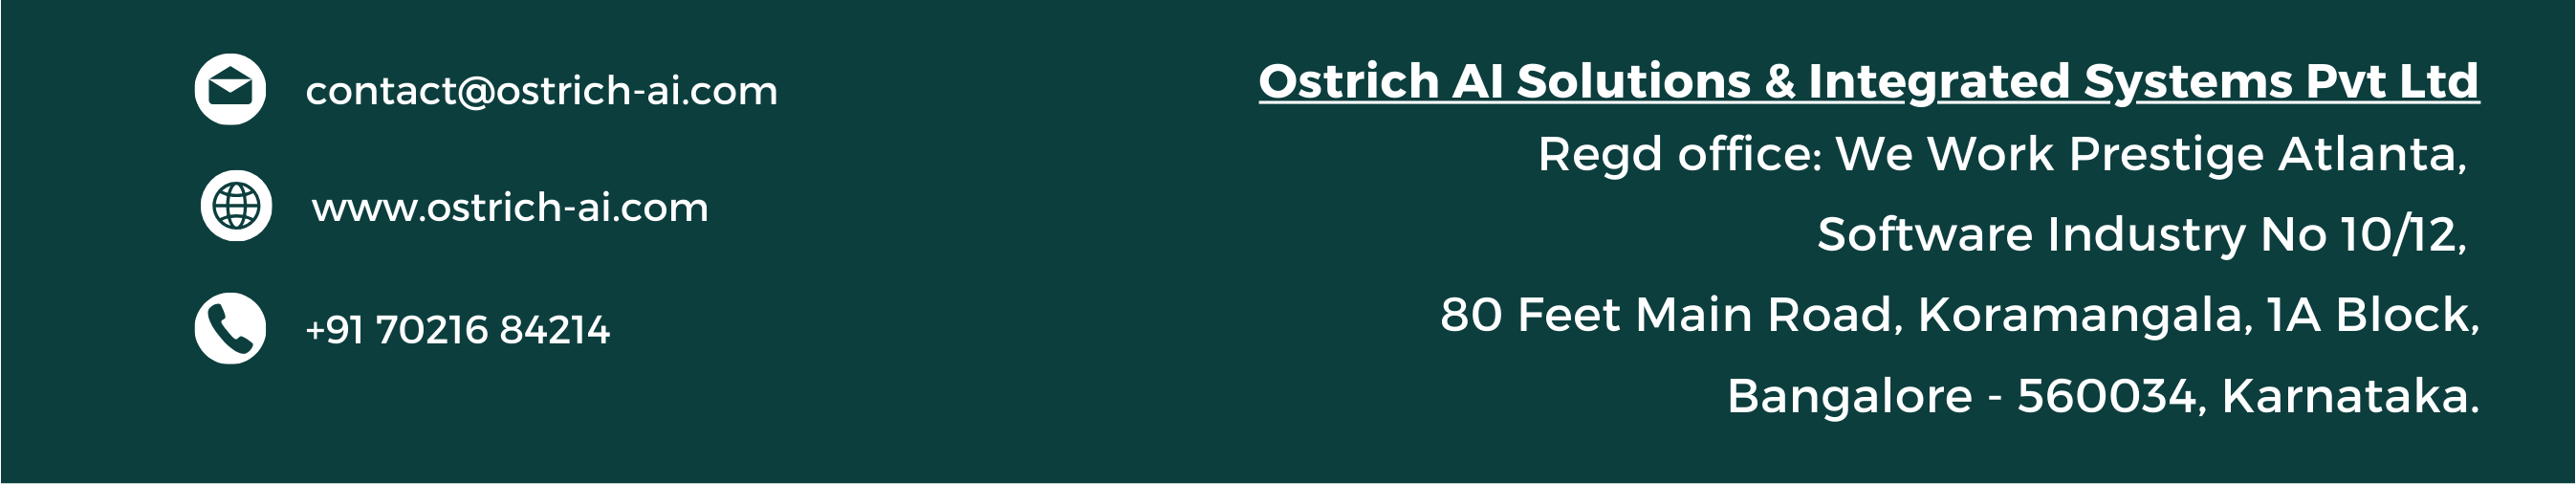 contact@ostrich-ai.com
www.ostrich-ai.com
+91 70216 84214
Ostrich AI Solutions & Integrated Systems Pvt Ltd
Regd office: We Work Prestige Atlanta,
Software Industry No 10/12,
80 Feet Main Road, Koramangala, 1A Block,
Bangalore - 560034, Karnataka.